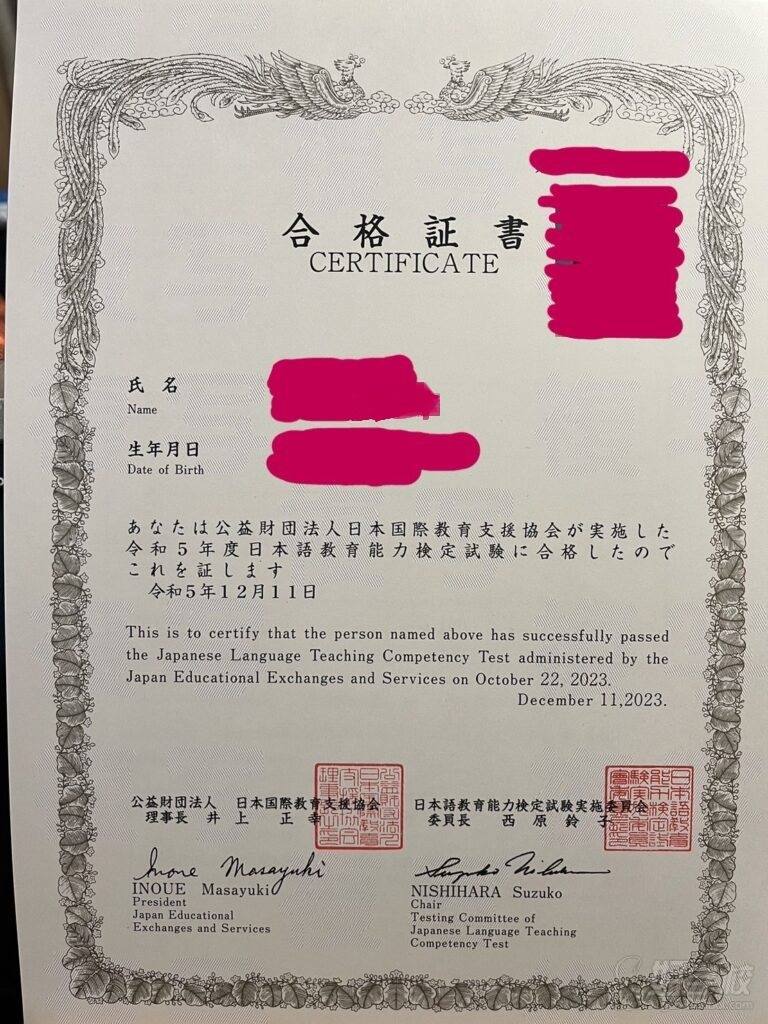 合格証書
CERTIFICATE
氏名
Name
生年月日
Date of Birth
あなたは公益財団法人日本国際教育支援協会が実施した
令和5年度日本語教育能力検定試験に合格したので
これを証します
令和5年12月11日
This is to certify that the person named above has successfully passed
the Japanese Language Teaching Competency Test administered by the
Japan Educational Exchanges and Services on October 22, 2023.
December 11,2023.
公益財団法人 日本国際教育支援協会
理事長 井上正幸
Inoue Masayuki
INOUE Masayuki
President
Japan Educational
Exchanges and Services
日本語教育能力検定試験実施委員会
委員長 西原鈴子
NISHIHARA Suzuko
Chair
Testing Committee of
Japanese Language Teaching
Competency Test